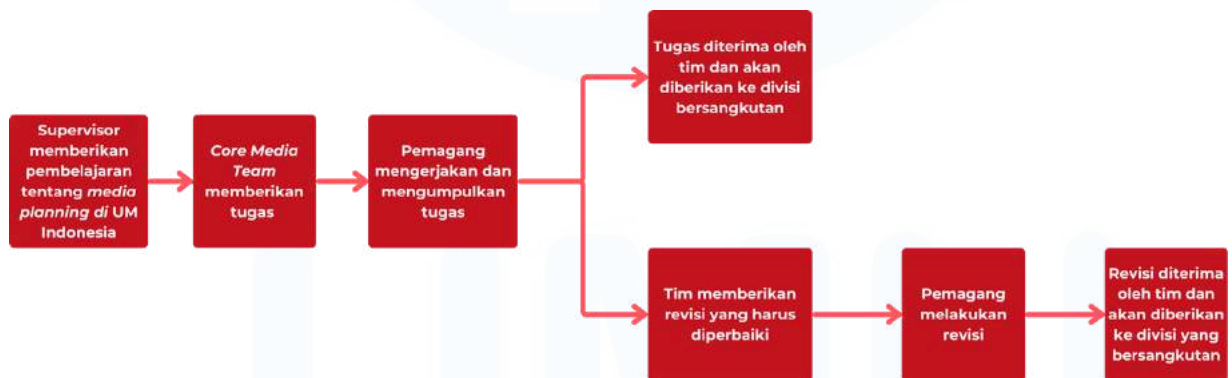 Supervisor
memberikan
pembelajaran
tentang media
planning di UM
Indonesia
Core Media
Team
memberikan
tugas
Pemagang
mengerjakan dan
mengumpulkan
tugas
Tugas diterima oleh
tim dan akan
diberikan ke divisi
bersangkutan
Tim memberikan
revisi yang harus
diperbaiki
Pemagang
melakukan
revisi
Revisi diterima
oleh tim dan
akan diberikan
ke divisi yang
bersangkutan